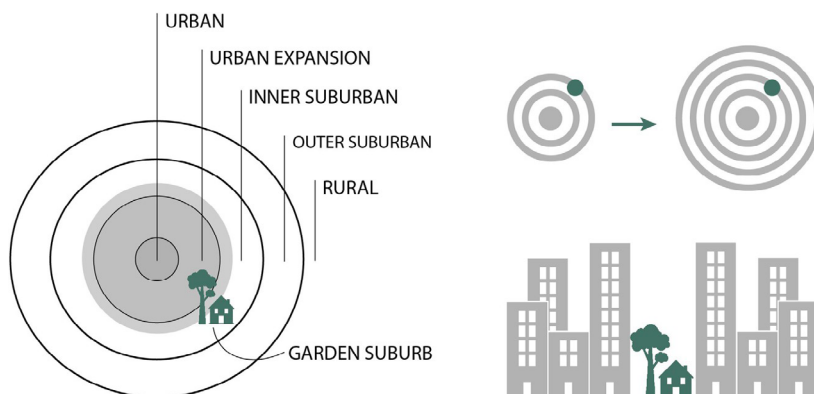 URBAN
URBAN EXPANSION
INNER SUBURBAN
OUTER SUBURBAN
RURAL
GARDEN SUBURB